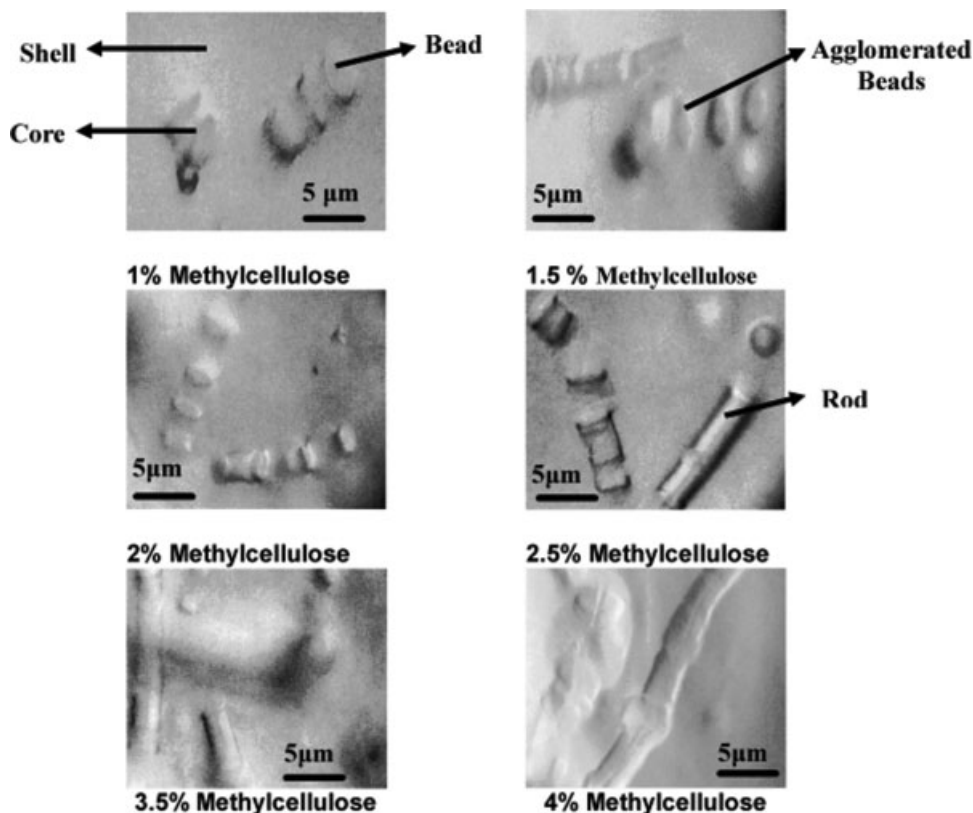 Shell
Bead
Core
5 μm
Agglomerated
Beads
5μm
1% Methylcellulose
1.5 % Methylcellulose
5μm
Rod
5μm
2% Methylcellulose
2.5% Methylcellulose
5μm
5μm
3.5% Methylcellulose
4% Methylcellulose